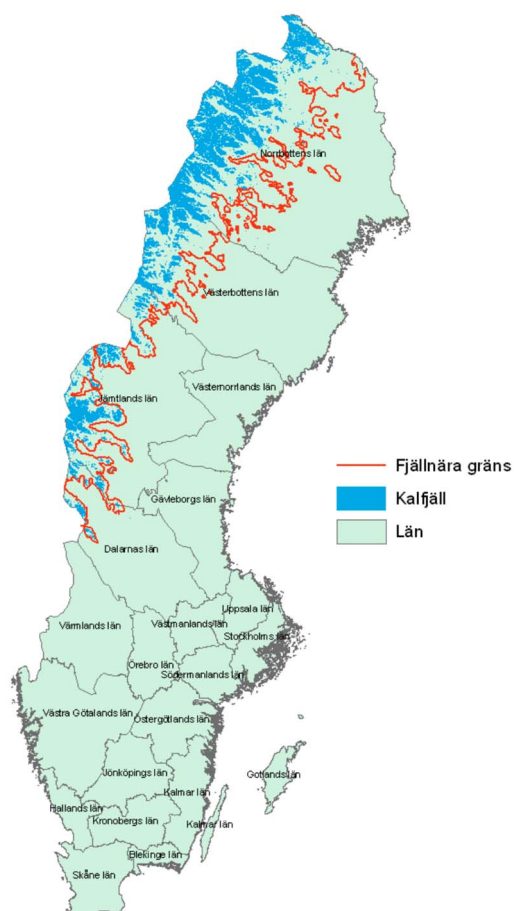 Norrbottens län
Västerbottens län
Västernorrlands län
Jämtlands län
Fjällnära gräns
Kalfjäll
Län
Gävleborgs län
Dalarnas län
Uppsala län
Värmlands län
Västmanlands län
Stockholms län
Örebro län
Södermanlands län
Västra Götalands län
Östergötlands län
Jönköpings län
Gotlands län
Kalmar län
Hallands län
Kronobergs län
Kalmar län
Blekinge län
Skåne län